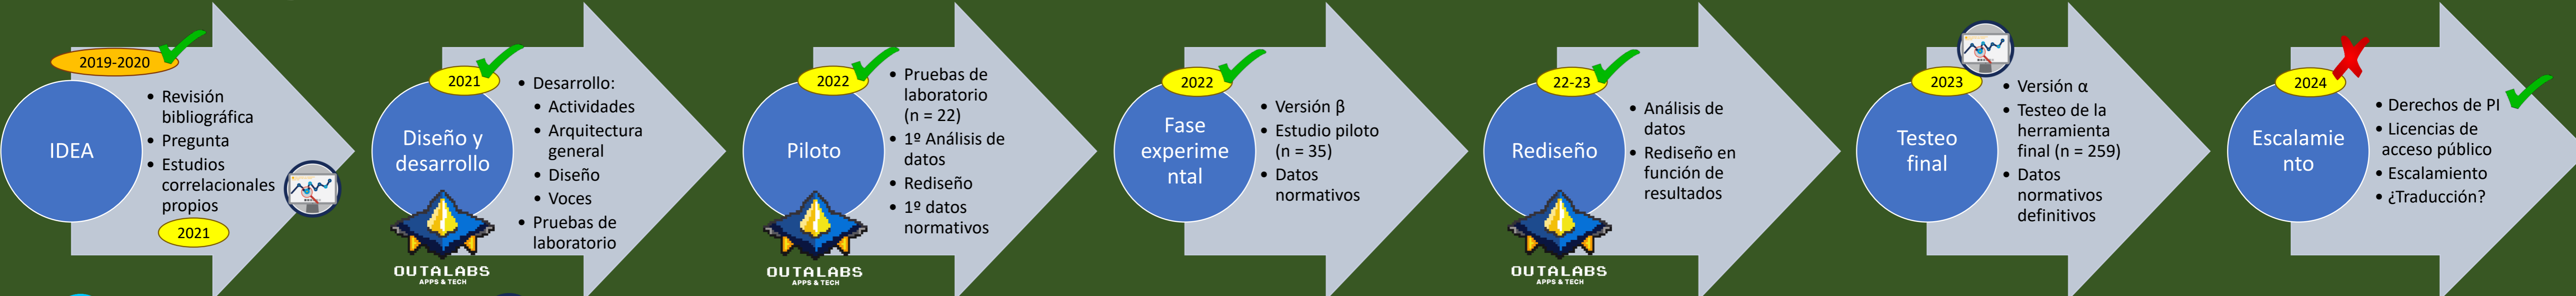 2019-2020
IDEA
• Revisión
bibliográfica
• Pregunta
• Estudios
correlacionales
propios
2021
2021
Diseño y
desarrollo
• Desarrollo:
• Actividades
• Arquitectura
general
• Diseño
• Voces
• Pruebas de
laboratorio
OUTALABS
APPS & TECH
2022
Piloto
• Pruebas de
laboratorio
(n = 22)
• 1º Análisis de
datos
• Rediseño
• 1º datos
normativos
OUTALABS
APPS & TECH
2022
Fase
experime
ntal
• Versión β
• Estudio piloto
(n = 35)
• Datos
normativos
22-23
Rediseño
• Análisis de
datos
• Rediseño en
función de
resultados
OUTALABS
APPS & TECH
2023
Testeo
final
• Versión α
• Testeo de la
herramienta
final (n = 259)
• Datos
normativos
definitivos
2024
Escalamie
nto
• Derechos de PI
• Licencias de
acceso público
• Escalamiento
• ¿Traducción?